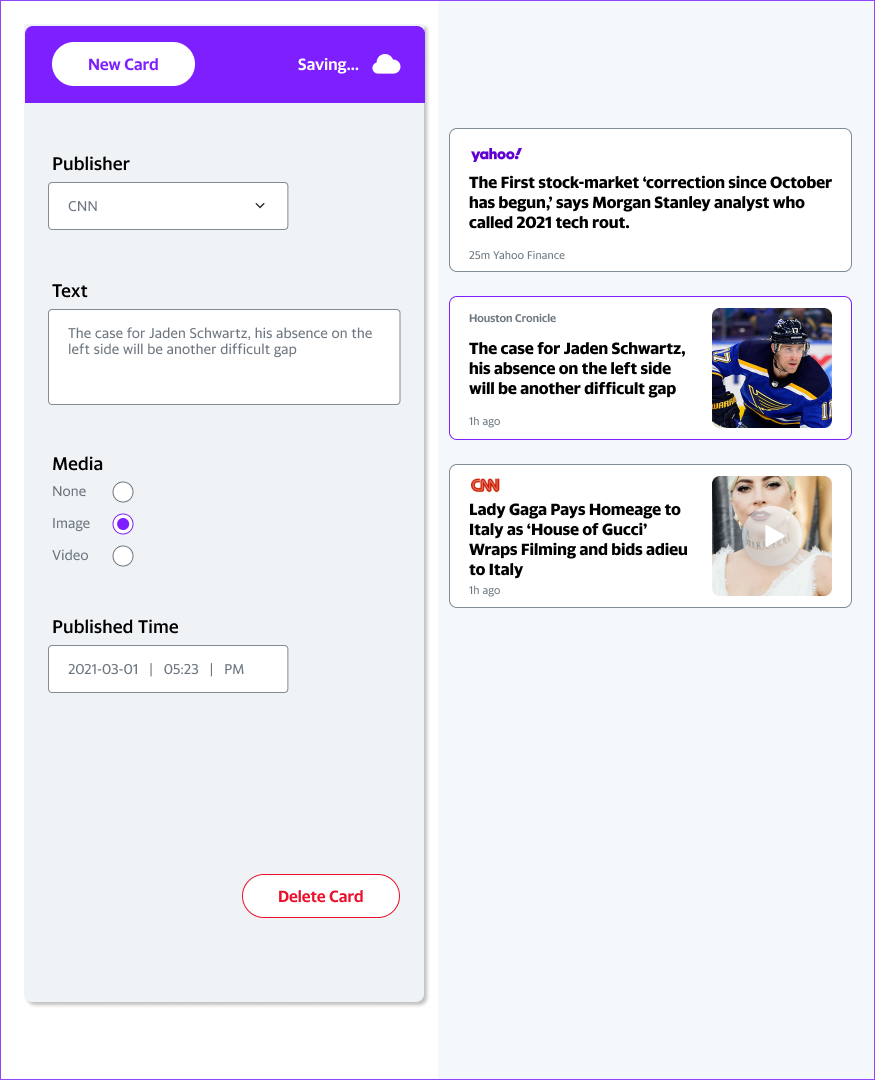 New Card
Saving...
Publisher
CNN
Text
The case for Jaden Schwartz, his absence on the
left side will be another difficult gap
Media
None
Image
Video
Published Time
2021-03-01 | 05:23 | PM
Delete Card
yahoo!
The First stock-market ‘correction since October
has begun,’ says Morgan Stanley analyst who
called 2021 tech rout.
25m Yahoo Finance
Houston Cronicle
The case for Jaden Schwartz,
his absence on the left side
will be another difficult gap
1h ago
17
17
CNN
Lady Gaga Pays Homeage to
Italy as ‘House of Gucci’
Wraps Filming and bids adieu
to Italy
1h ago